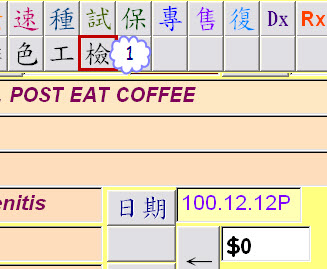 速 種 試 保 專 售 復 Dx Rx
色 工 檢 1
. POST EAT COFFEE
enitis 日期 100.12.12P
← $0